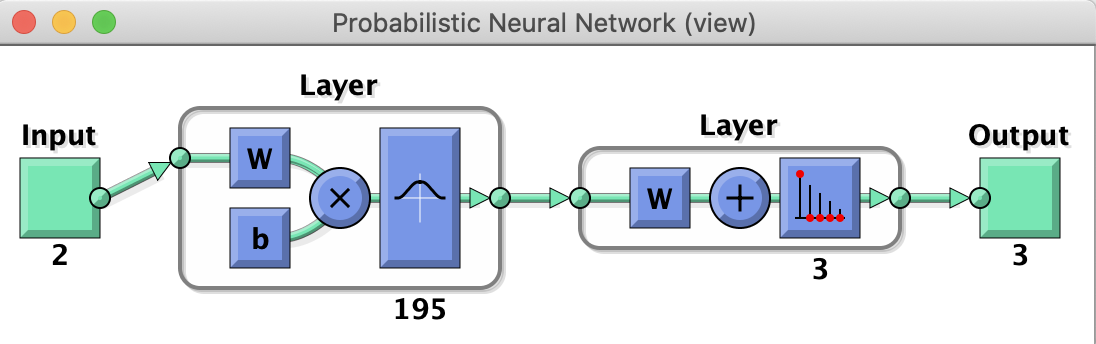 Probabilistic Neural Network (view)
Layer
Input
W
b
×
195
Layer
W
+
3
Output
2
3